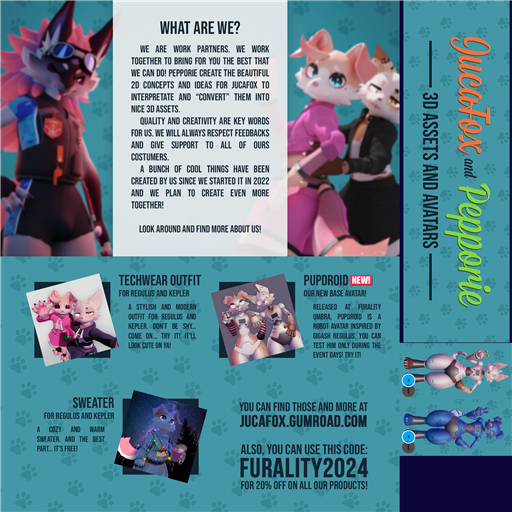 WHAT ARE WE?
WE ARE WORK PARTNERS. WE WORK
TOGETHER TO BRING FOR YOU THE BEST THAT
WE CAN DO! PEPPORIE CREATE THE BEAUTIFUL
2D CONCEPTS AND IDEAS FOR JUCAFOX TO
INTERPRETATE AND "CONVERT" THEM INTO
NICE 3D ASSETS.
QUALITY AND CREATIVITY ARE KEY WORDS
FOR US. WE WILL ALWAYS RESPECT FEEDBACKS
AND GIVE SUPPORT TO ALL OF OURS
COSTUMERS.
A BUNCH OF COOL THINGS HAVE BEEN
CREATED BY US SINCE WE STARTED IT IN 2022
AND WE PLAN TO CREATE EVEN MORE
TOGETHER!
LOOK AROUND AND FIND MORE ABOUT US!
JucaFox and Pepporie
3D ASSETS AND AVATARS
TECHWEAR OUTFIT
FOR REGULUS AND KEPLER
A STYLISH AND MODERN
OUTFIT FOR REGULUS AND
KEPLER. DON'T BE SHY...
COME ON... TRY IT! IT'LL
LOOK CUTE ON YA!
PUPDROID NEW!
OUR NEW BASE AVATAR!
RELEASED AT FURALITY
UMBRA, PUPDROID IS A
ROBOT AVATAR INSPIRED BY
GIGASH REGULUS. YOU CAN
TEST HIM ONLY DURING THE
EVENT DAYS! TRY IT!
SWEATER
FOR REGULUS AND KEPLER
A COZY AND WARM
SWEATER, AND THE BEST
PART... IT'S FREE!
YOU CAN FIND THOSE AND MORE AT
JUCAFOX.GUMROAD.COM
ALSO, YOU CAN USE THIS CODE:
FURALITY2024
FOR 20% OFF ON ALL OUR PRODUCTS!